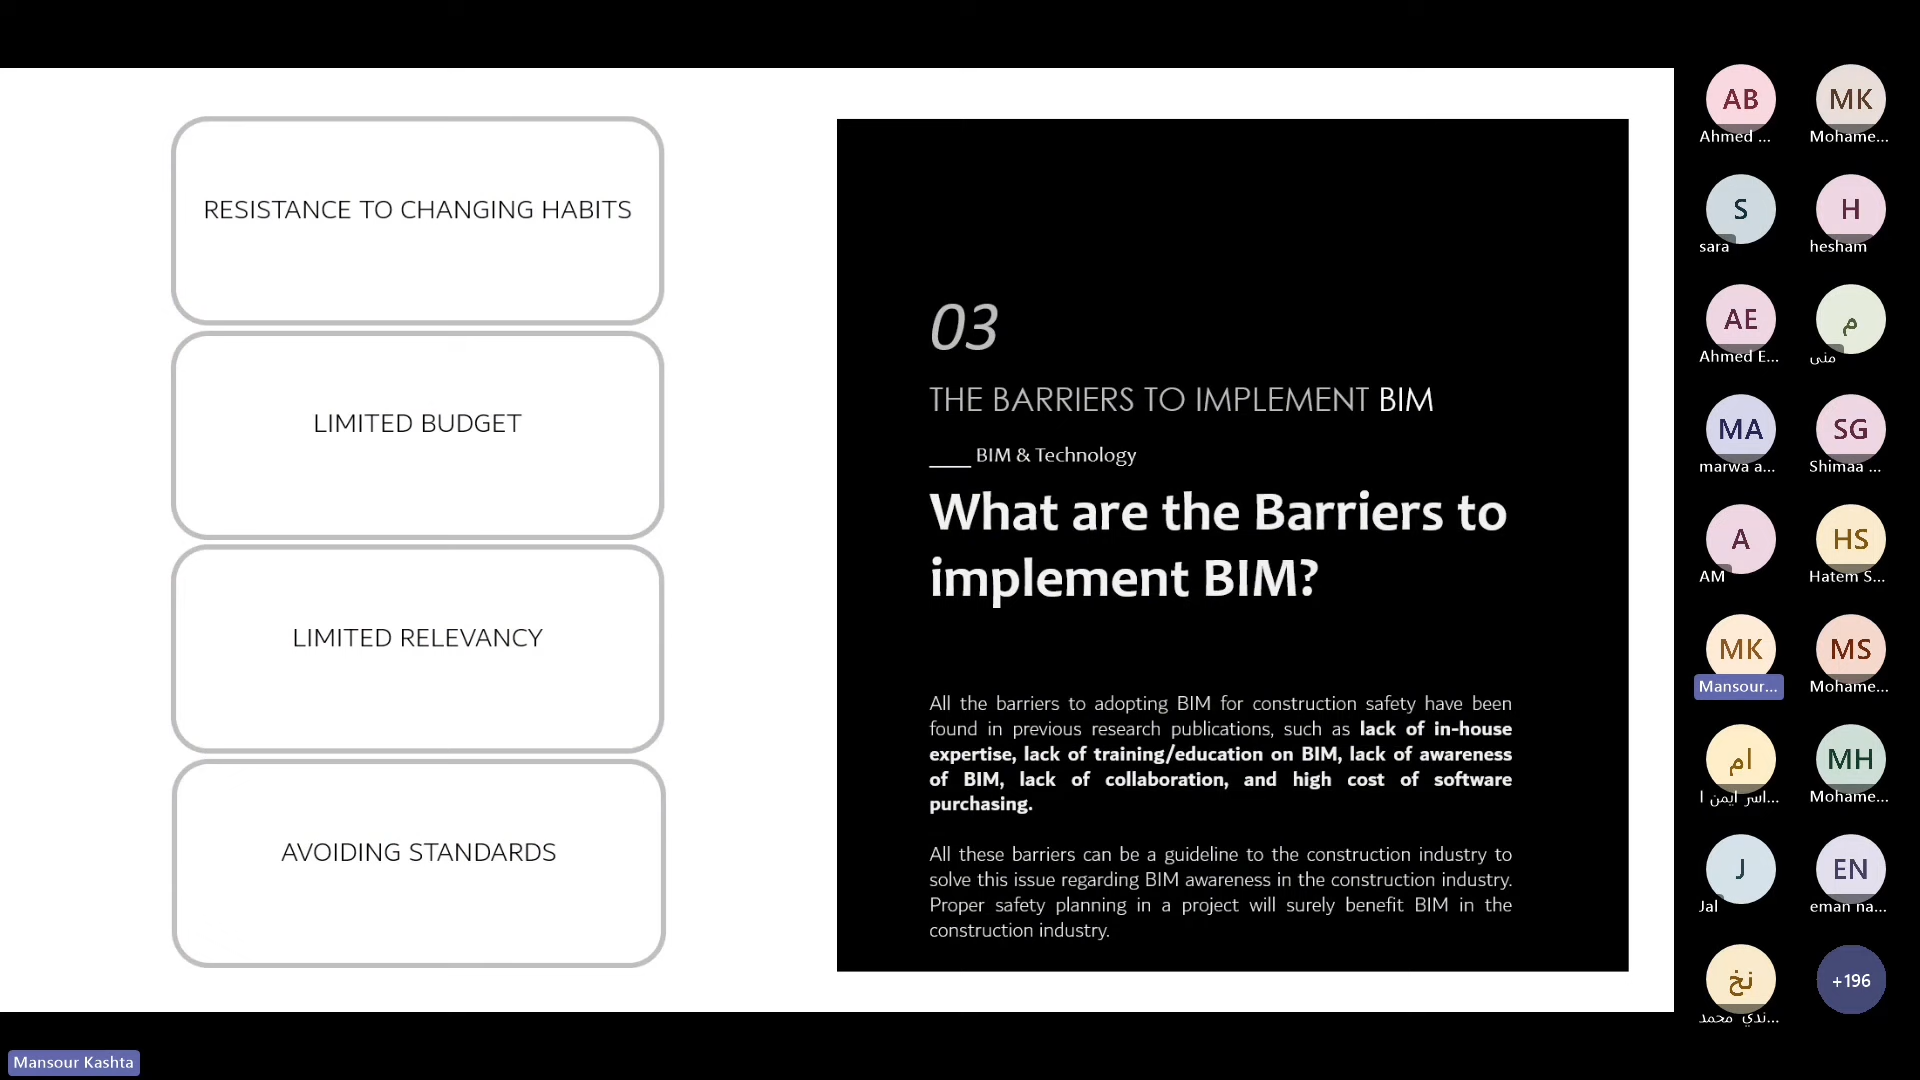 RESISTANCE TO CHANGING HABITS
LIMITED BUDGET
LIMITED RELEVANCY
AVOIDING STANDARDS
03
THE BARRIERS TO IMPLEMENT BIM
____ BIM & Technology
What are the Barriers to
implement BIM?
All the barriers to adopting BIM for construction safety have been
found in previous research publications, such as lack of in-house
expertise, lack of training/education on BIM, lack of awareness
of BIM, lack of collaboration, and high cost of software
purchasing.
All these barriers can be a guideline to the construction industry to
solve this issue regarding BIM awareness in the construction industry.
Proper safety planning in a project will surely benefit BIM in the
construction industry.
AB
Ahmed ...
MK
Mohame...
S
sara
H
hesham
AE
Ahmed E...
م
منى
MA
marwa a...
SG
Shimaa ...
A
AM
HS
Hatem S...
MK
Mansour...
MS
Mohame...
ام
MH
Mohame...
J
Jal
EN
eman na...
نخ
+196
Mansour Kashta